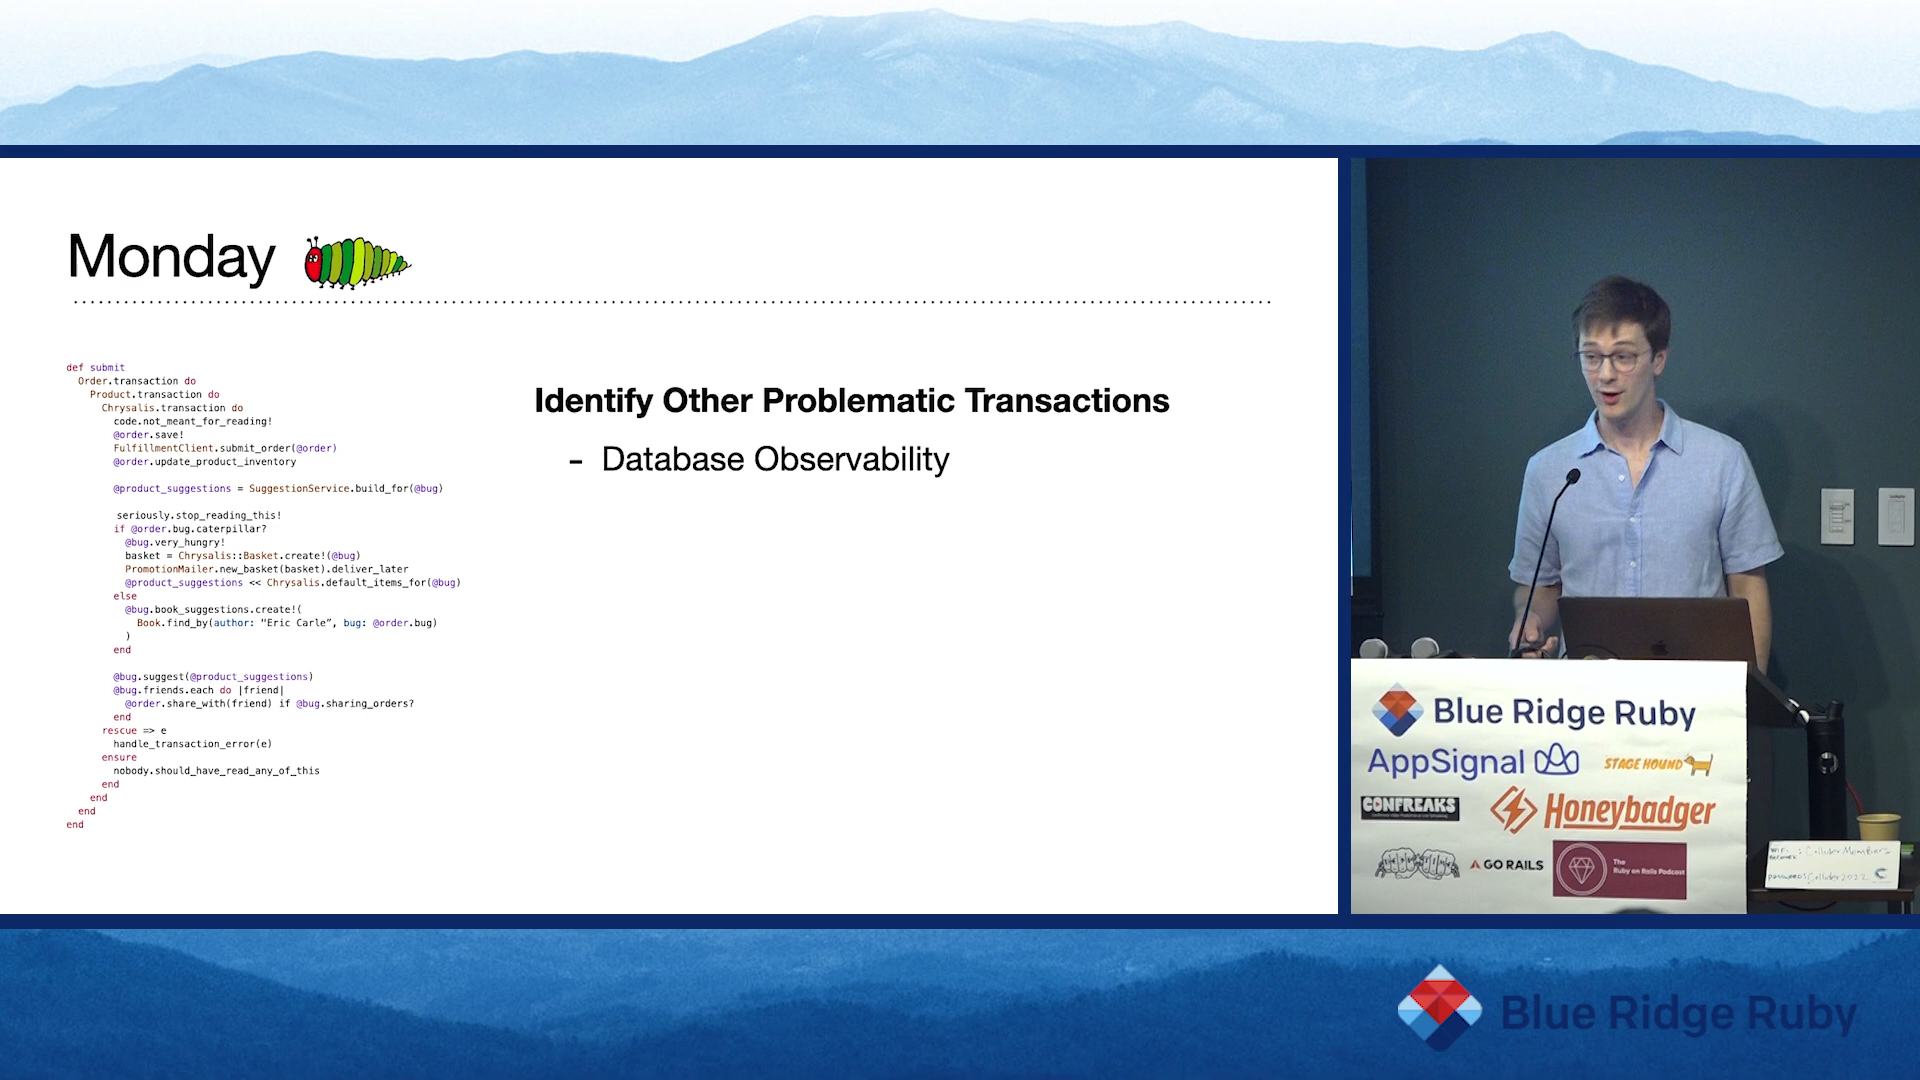 Monday
def submit
Order.transaction do
Product.transaction do
Chrysalis.transaction do
code.not_meant_for_reading!
@order.save!
FulfillmentClient.submit_order(@order)
@order.update_product_inventory
@product_suggestions = SuggestionService.build_for(@bug)
seriously.stop_reading_this!
if @order.bug.caterpillar?
@bug.very_hungry!
basket = Chrysalis::Basket.create!(@bug)
PromotionMailer.new_basket(basket).deliver_later
@product_suggestions << Chrysalis.default_items_for(@bug)
else
@bug.book_suggestions.create!(
Book.find_by(author: "Eric Carle”, bug: @order.bug)
)
end
@bug.suggest(@product_suggestions)
@bug.friends.each do |friend|
@order.share_with(friend) if @bug.sharing_orders?
end
rescue => e
handle_transaction_error(e)
ensure
nobody.should_have_read_any_of_this
end
end
end
end
Identify Other Problematic Transactions
- Database Observability
Blue Ridge Ruby
AppSignal
STAGE HOUND
CONFREAKS
Honeybadger
GO RAILS
The
Ruby on Rails Podcast
Blue Ridge Ruby